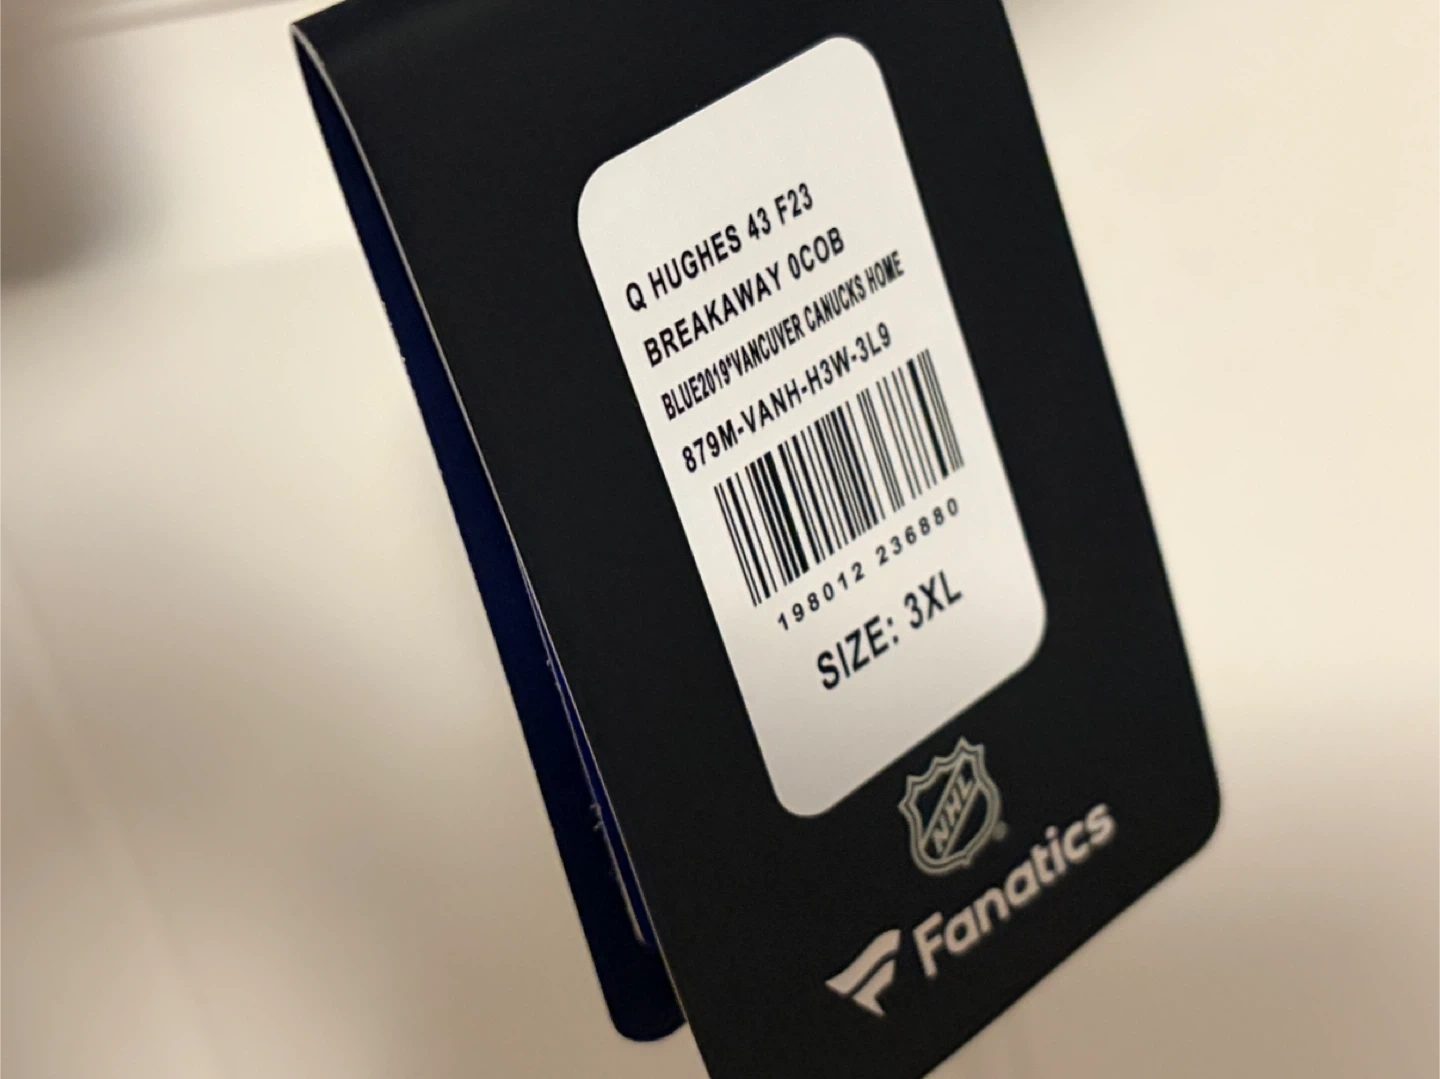 Q HUGHES 43 F23
BREAKAWAY 0COB
BLUE2019*VANCUVER CANUCKS HOME
879M-VANH-H3W-3L9
198012 236880
SIZE: 3XL
NHL
Fanatics